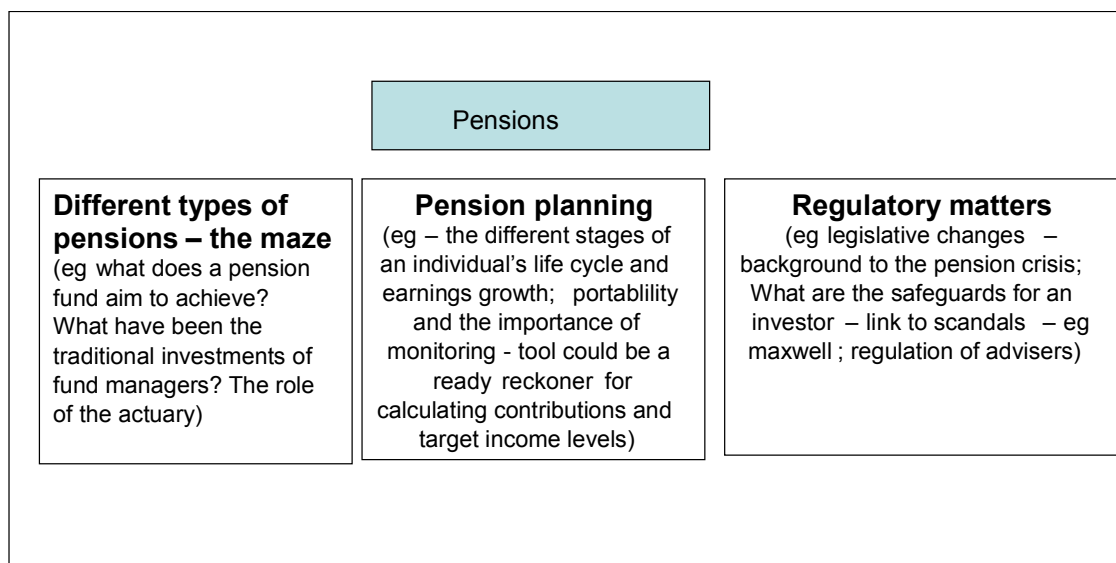 Pensions
Different types of
pensions – the maze
(eg what does a pension
fund aim to achieve?
What have been the
traditional investments of
fund managers? The role
of the actuary)
Pension planning
(eg – the different stages of
an individual's life cycle and
earnings growth; portablility
and the importance of
monitoring - tool could be a
ready reckoner for
calculating contributions and
target income levels)
Regulatory matters
(eg legislative changes –
background to the pension crisis;
What are the safeguards for an
investor – link to scandals – eg
maxwell ; regulation of advisers)